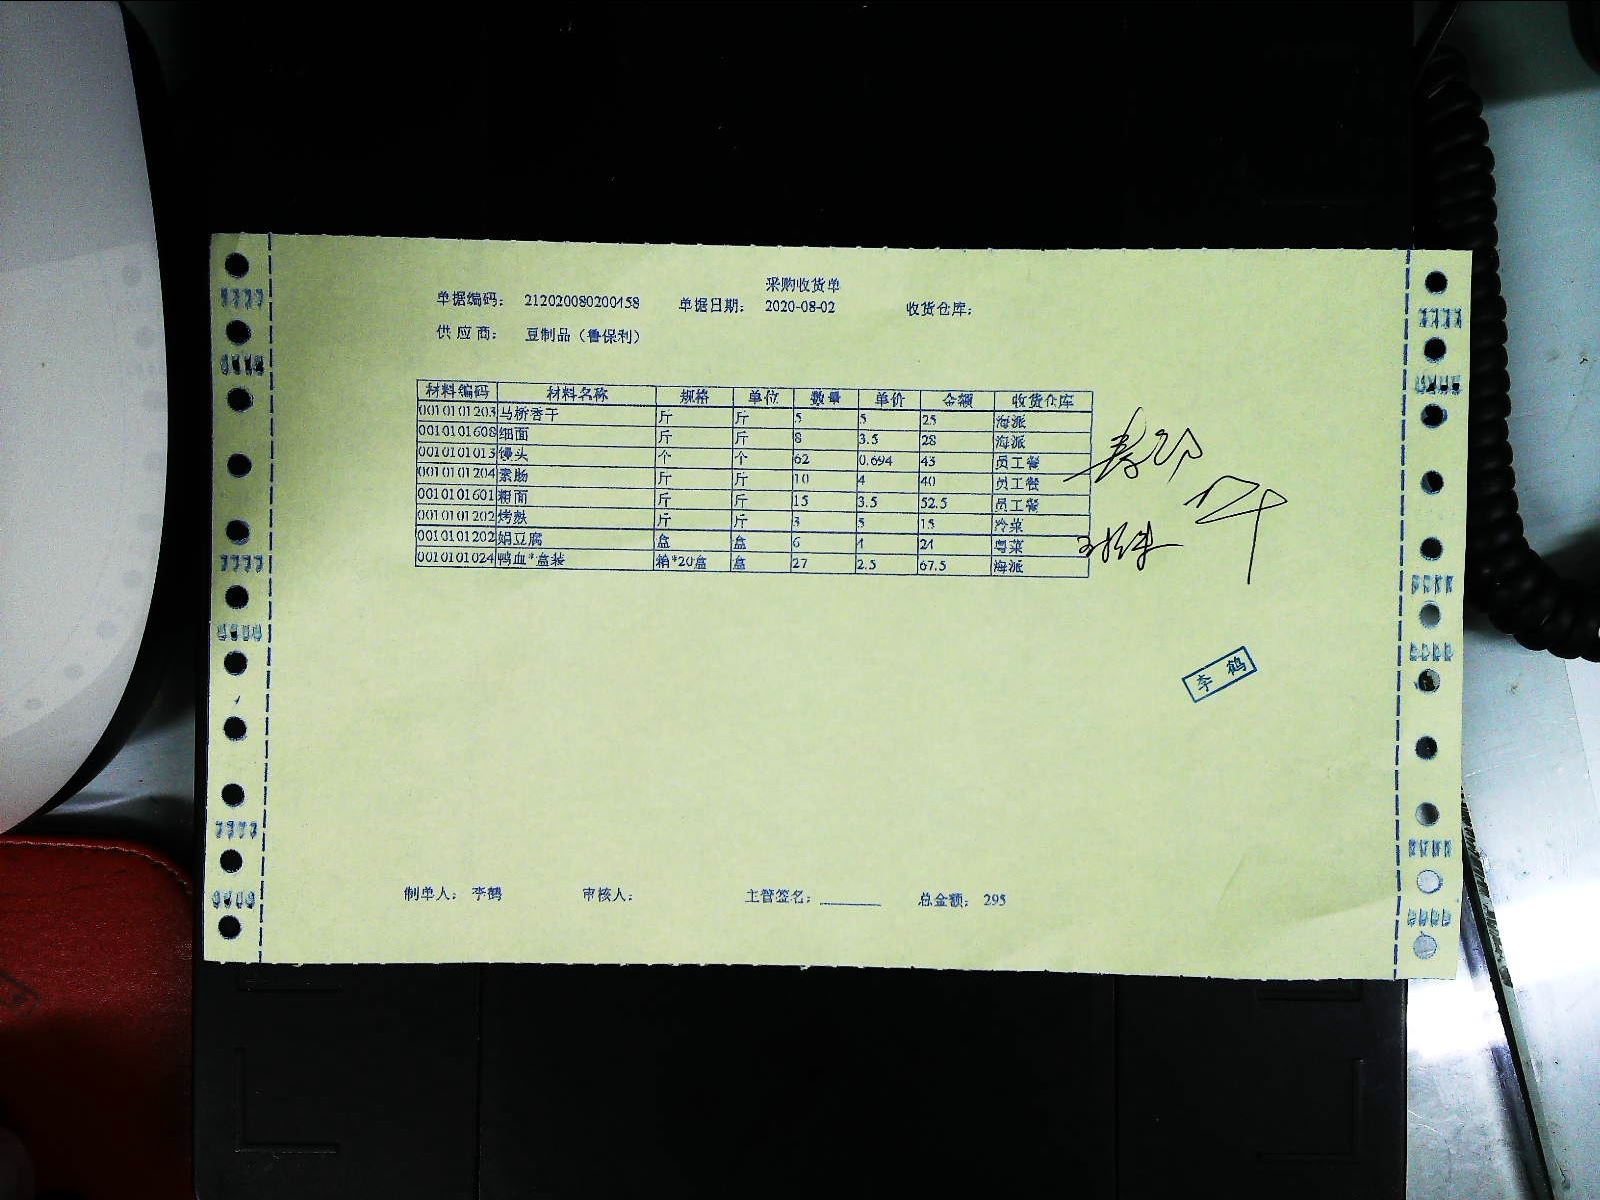 采购收货单
单据编码： 212020080200458 单据日期： 2020-08-02 收货仓库：
供 应 商： 豆制品（鲁保利）
材料编码 材料名称 规格 单位 数量 单价 金额 收货仓库
0010101203 马桥香干 斤 斤 5 5 25 海派
0010101608 细面 斤 斤 8 3.5 28 海派
0010101013 馒头 个 个 62 0.694 43 员工餐
0010101204 素肠 斤 斤 10 4 40 员工餐
0010101601 粗面 斤 斤 15 3.5 52.5 员工餐
0010101202 烤麸 斤 斤 3 5 15 冷菜
0010101202 娟豆腐 盒 盒 6 4 24 粤菜
0010101024 鸭血*盒装 箱*20盒 盒 27 2.5 67.5 海派
李 鹤
制单人： 李鹤 审核人： 主管签名： 总金额： 295